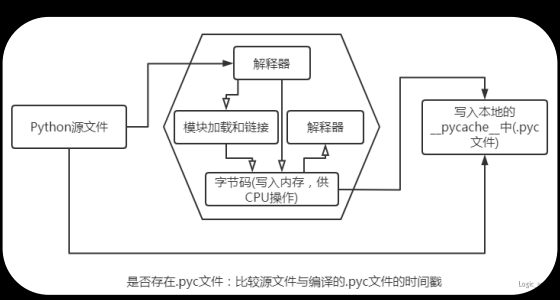 解释器
Python源文件
模块加载和链接
解释器
写入本地的
__pycache__中(.pyc
文件)
字节码(写入内存，供
CPU操作)
是否存在.pyc文件：比较源文件与编译的.pyc文件的时间戳